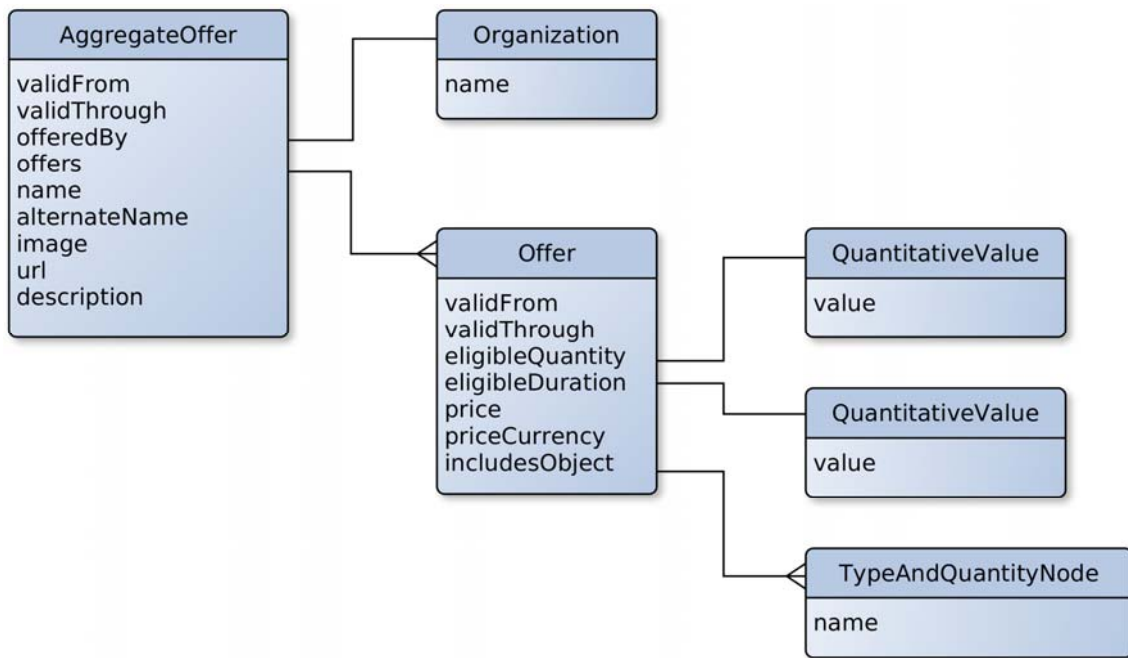 AggregateOffer
validFrom
validThrough
offeredBy
offers
name
alternateName
image
url
description
Organization
name
Offer
validFrom
validThrough
eligibleQuantity
eligibleDuration
price
priceCurrency
includesObject
QuantitativeValue
value
QuantitativeValue
value
TypeAndQuantityNode
name